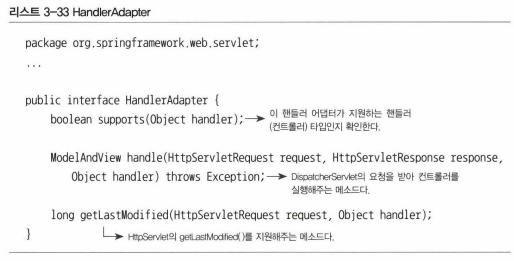 리스트 3-33 HandlerAdapter
package org.springframework.web.servlet;
...
public interface HandlerAdapter {
boolean supports(Object handler); → 이 핸들러 어댑터가 지원하는 핸들러
(컨트롤러) 타입인지 확인한다.
ModelAndView handle(HttpServletRequest request, HttpServletResponse response,
Object handler) throws Exception; → DispatcherServlet의 요청을 받아 컨트롤러를
실행해주는 메소드다.
long getLastModified(HttpServletRequest request, Object handler);
} → HttpServlet의 getLastModified()를 지원해주는 메소드다.